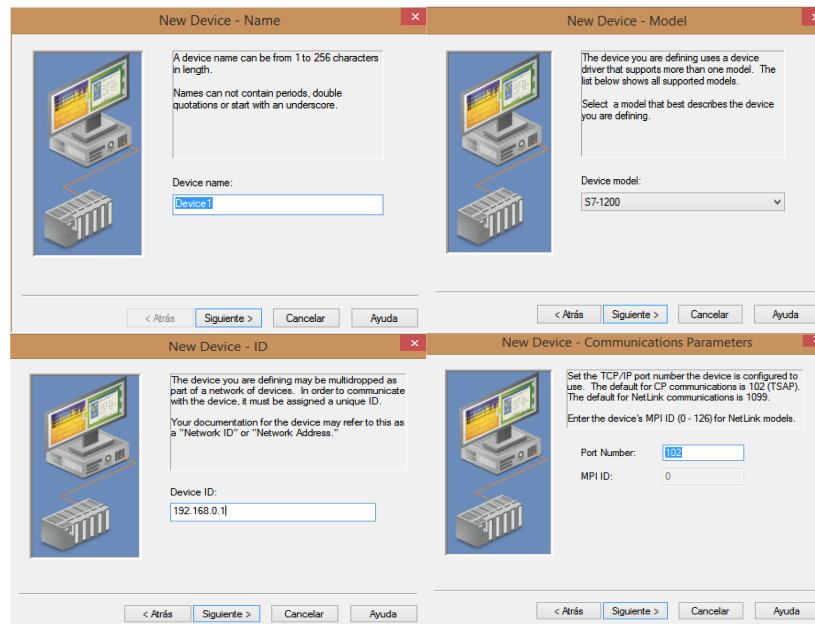 New Device - Name
A device name can be from 1 to 256 characters
in length.
Names can not contain periods, double
quotations or start with an underscore.
Device name:
Device1
< Atrás
Siguiente >
Cancelar
Ayuda
New Device - Model
The device you are defining uses a device
driver that supports more than one model. The
list below shows all supported models.
Select a model that best describes the device
you are defining.
Device model:
S7-1200
< Atrás
Siguiente >
Cancelar
Ayuda
New Device - ID
The device you are defining may be multidropped as
part of a network of devices. In order to communicate
with the device, it must be assigned a unique ID.
Your documentation for the device may refer to this as
a "Network ID" or "Network Address."
Device ID:
192.168.0.1
< Atrás
Siguiente >
Cancelar
Ayuda
New Device - Communications Parameters
Set the TCP/IP port number the device is configured to
use. The default for CP communications is 102 (TSAP).
The default for NetLink communications is 1099.
Enter the device's MPI ID (0 - 126) for NetLink models.
Port Number:
102
MPI ID:
0
< Atrás
Siguiente >
Cancelar
Ayuda